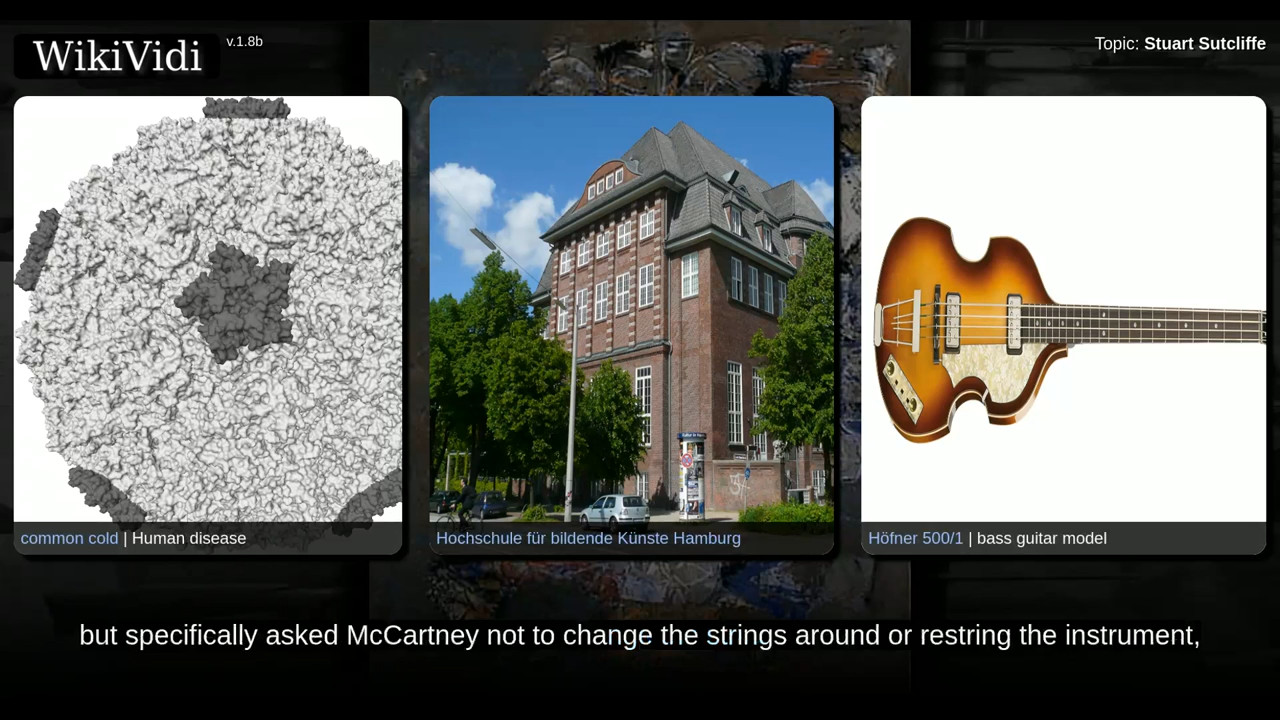 WikiVidi
v.1.8b
Topic: Stuart Sutcliffe
common cold | Human disease
Hochschule für bildende Künste Hamburg
Höfner 500/1 | bass guitar model
but specifically asked McCartney not to change the strings around or restring the instrument,